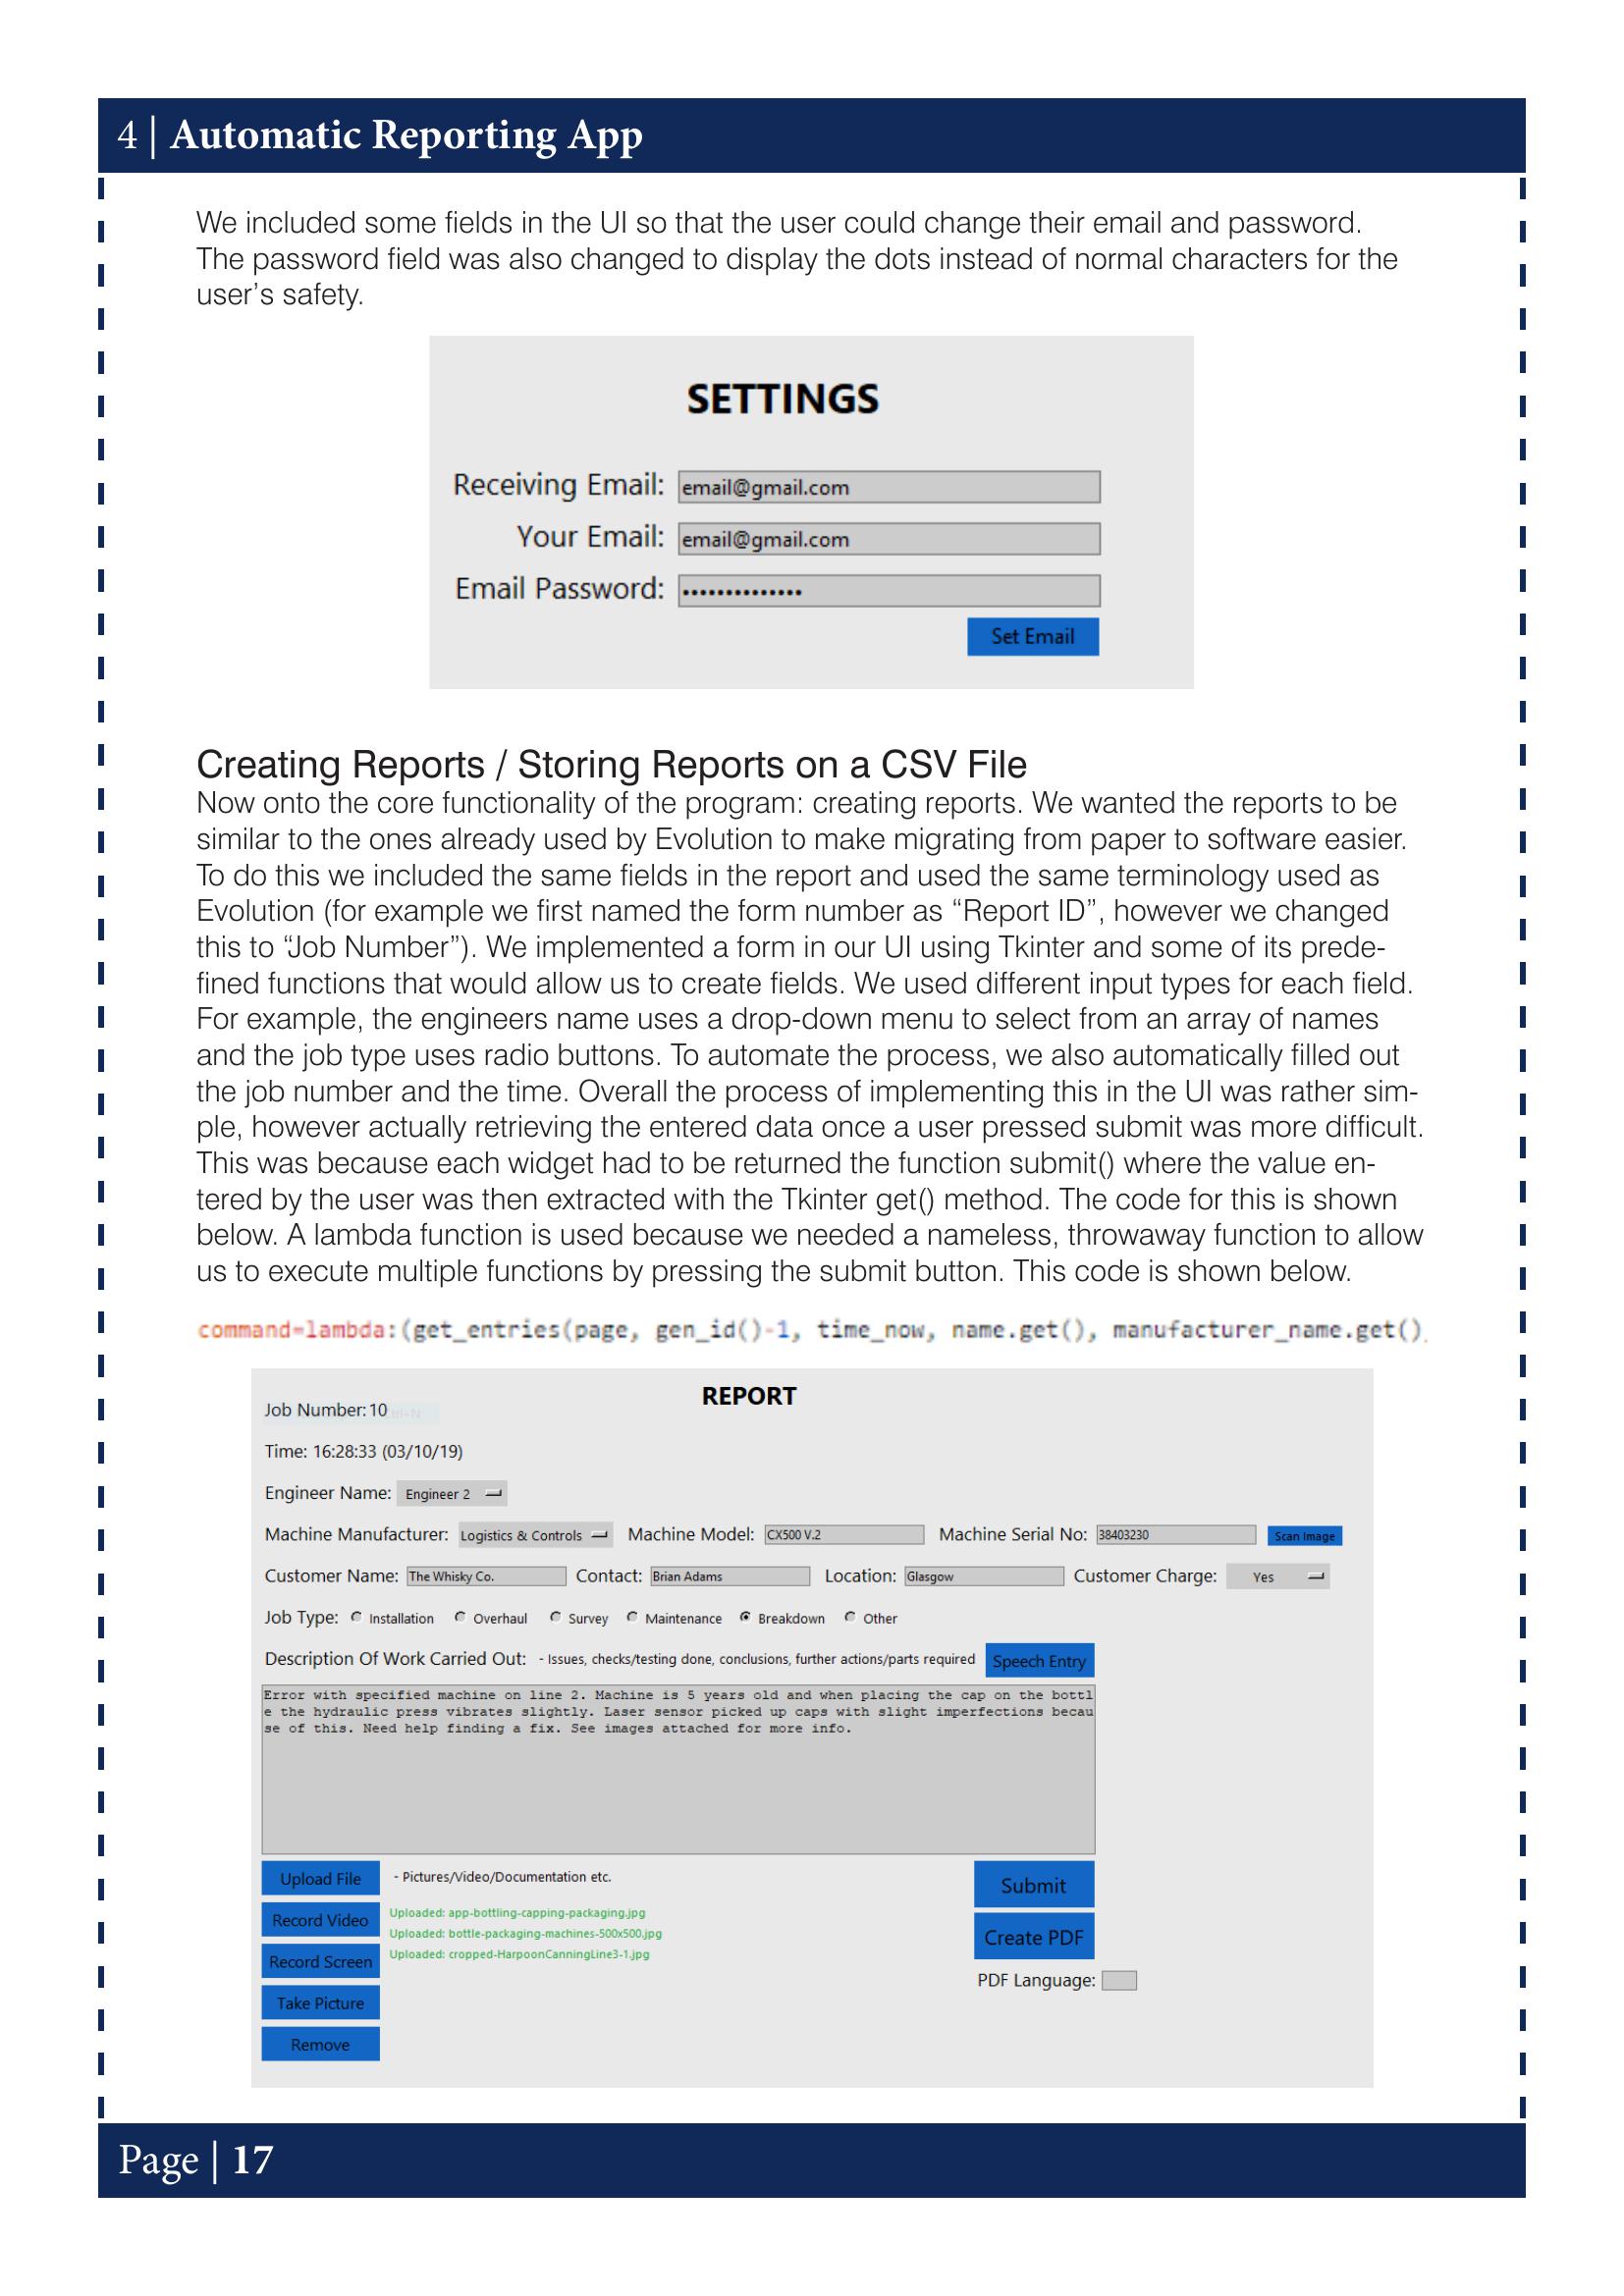 4 | Automatic Reporting App
We included some fields in the UI so that the user could change their email and password.
The password field was also changed to display the dots instead of normal characters for the
user’s safety.
SETTINGS
Receiving Email: email@gmail.com
Your Email: email@gmail.com
Email Password: ••••••••••••••
Set Email
Creating Reports / Storing Reports on a CSV File
Now onto the core functionality of the program: creating reports. We wanted the reports to be
similar to the ones already used by Evolution to make migrating from paper to software easier.
To do this we included the same fields in the report and used the same terminology used as
Evolution (for example we first named the form number as “Report ID”, however we changed
this to “Job Number”). We implemented a form in our UI using Tkinter and some of its prede-
fined functions that would allow us to create fields. We used different input types for each field.
For example, the engineers name uses a drop-down menu to select from an array of names
and the job type uses radio buttons. To automate the process, we also automatically filled out
the job number and the time. Overall the process of implementing this in the UI was rather sim-
ple, however actually retrieving the entered data once a user pressed submit was more difficult.
This was because each widget had to be returned the function submit() where the value en-
tered by the user was then extracted with the Tkinter get() method. The code for this is shown
below. A lambda function is used because we needed a nameless, throwaway function to allow
us to execute multiple functions by pressing the submit button. This code is shown below.
command=lambda:(get_entries(page, gen_id()-1, time_now, name.get(), manufacturer_name.get()
REPORT
Job Number: 10
Time: 16:28:33 (03/10/19)
Engineer Name: Engineer 2
Machine Manufacturer: Logistics & Controls Machine Model: CX500 V.2 Machine Serial No: 38403230 Scan Image
Customer Name: The Whisky Co. Contact: Brian Adams Location: Glasgow Customer Charge: Yes
Job Type: Installation Overhaul Survey Maintenance Breakdown Other
Description Of Work Carried Out: - Issues, checks/testing done, conclusions, further actions/parts required Speech Entry
Error with specified machine on line 2. Machine is 5 years old and when placing the cap on the bottl
e the hydraulic press vibrates slightly. Laser sensor picked up caps with slight imperfections becau
se of this. Need help finding a fix. See images attached for more info.
Upload File - Pictures/Video/Documentation etc. Submit
Record Video Uploaded: app-bottling-capping-packaging.jpg
Uploaded: bottle-packaging-machines-500x500.jpg Create PDF
Record Screen Uploaded: cropped-HarpoonCanningLine3-1.jpg
PDF Language:
Take Picture
Remove
Page | 17